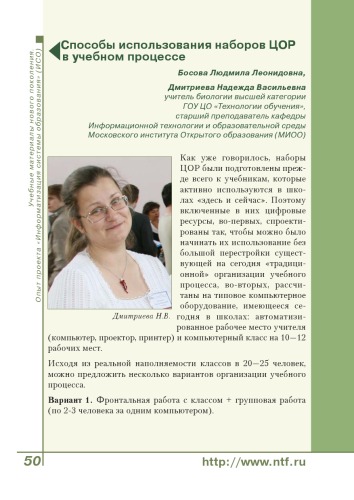 Способы использования наборов ЦОР
в учебном процессе
Босова Людмила Леонидовна,
Дмитриева Надежда Васильевна
учитель биологии высшей категории
ГОУ ЦО «Технологии обучения»,
старший преподаватель кафедры
Информационной технологии и образовательной среды
Московского института Открытого образования (МИОО)
Учебные материалы нового поколения.
Опыт проекта «Информатизация системы образования» (ИСО)
Как уже говорилось, наборы
ЦОР были подготовлены преж-
де всего к учебникам, которые
активно используются в шко-
лах «здесь и сейчас». Поэтому
включенные в них цифровые
ресурсы, во-первых, спроекти-
рованы так, чтобы можно было
начинать их использование без
большой перестройки сущест-
вующей на сегодня «традици-
онной» организации учебного
процесса, во-вторых, рассчи-
таны на типовое компьютерное
оборудование, имеющееся се-
годня в школах: автоматизи-
рованное рабочее место учителя
Дмитриева Н.В.
(компьютер, проектор, принтер) и компьютерный класс на 10—12
рабочих мест.
Исходя из реальной наполняемости классов в 20—25 человек,
можно предложить несколько вариантов организации учебного
процесса.
Вариант 1. Фронтальная работа с классом + групповая работа
(по 2-3 человека за одним компьютером).
50
http://www.ntf.ru